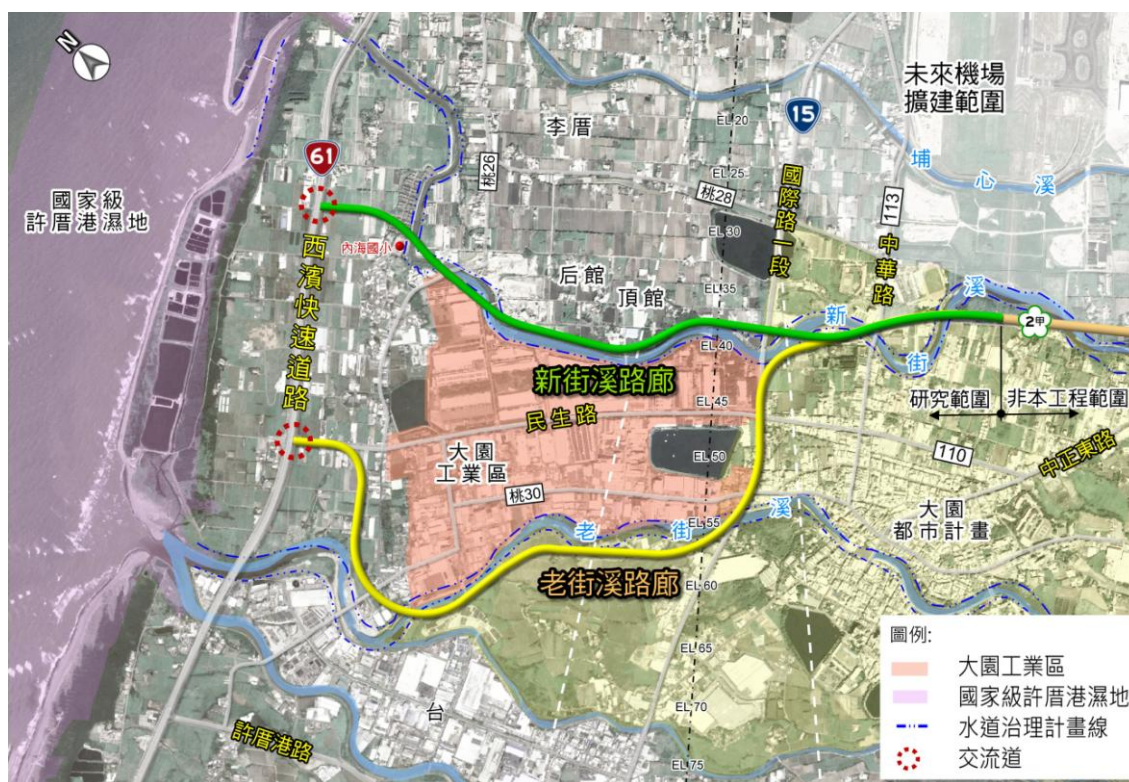 N
未來機場
擴建範圍
EL 20
15
李厝
桃26
61
埔心溪
EL 25
國際路一段
113
桃28
國家級
許厝港濕地
中華路
EL 30
西濱快速道路
內海國小
后館
EL 35
頂館
新街溪
2甲
EL 40
新街溪路廊
研究範圍
非本工程範圍
EL 45
民生路
大園
工業區
EL 50
110
中正東路
桃30
大園
都市計畫
EL 55
老街溪
老街溪路廊
EL 60
圖例:
EL 65
大園工業區
國家級許厝港濕地
EL 70
台
水道治理計畫線
許厝港路
交流道
EL 75